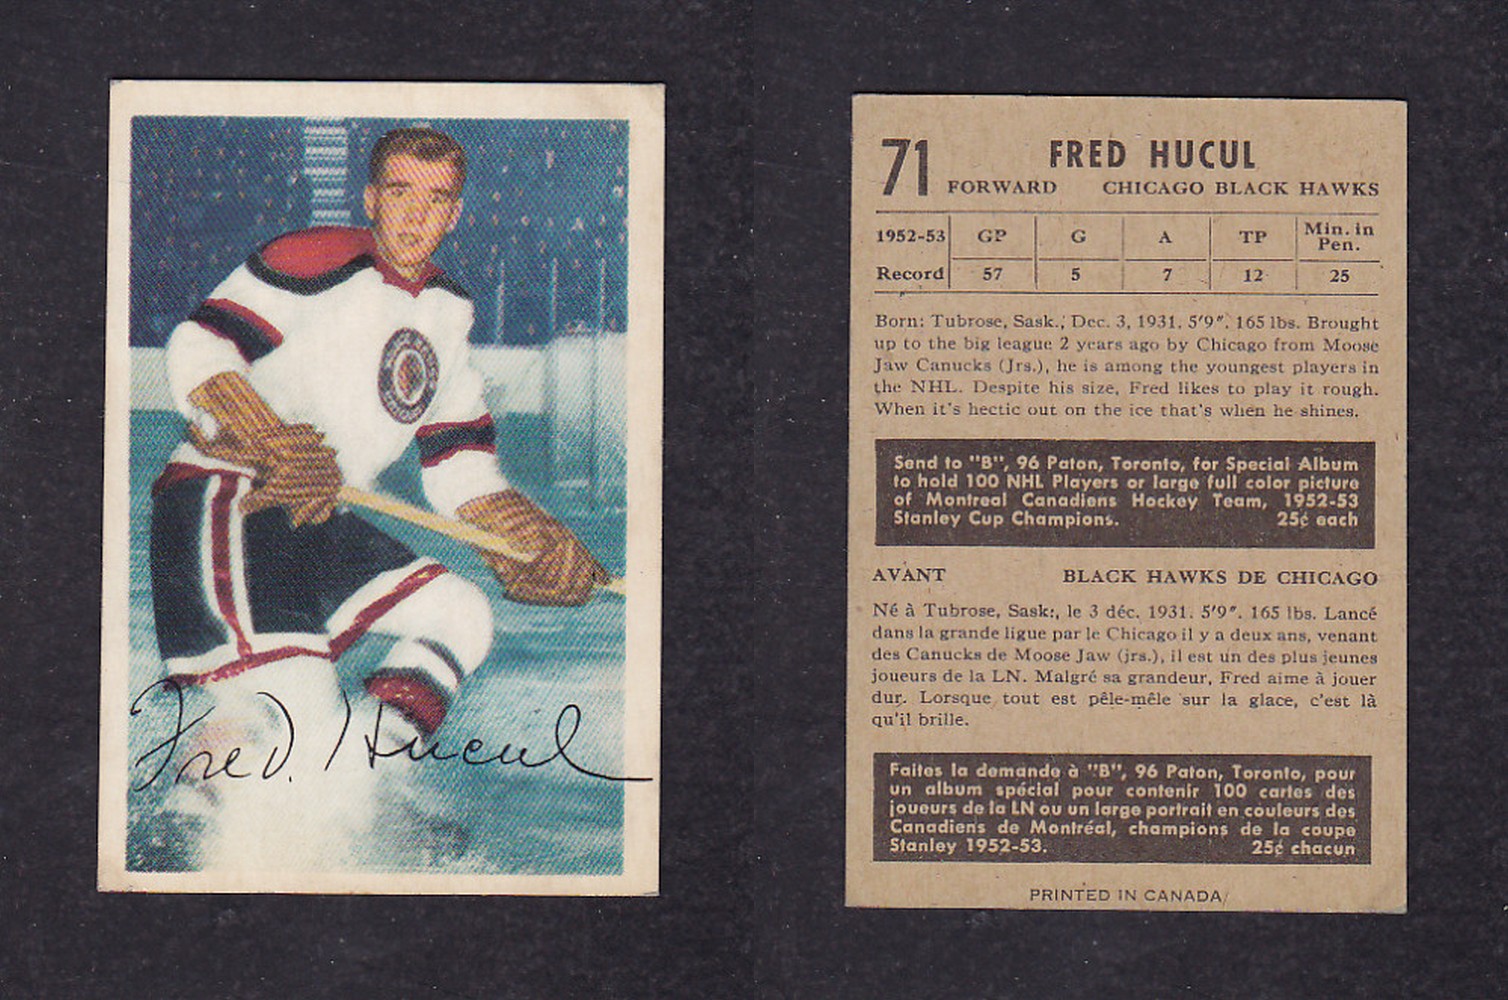 Fred. Hucul
71 FRED HUCUL
FORWARD CHICAGO BLACK HAWKS
1952-53 GP G A TP Min. in Pen.
Record 57 5 7 12 25
Born: Tubrose, Sask., Dec. 3, 1931. 5'9". 165 lbs. Brought
up to the big league 2 years ago by Chicago from Moose
Jaw Canucks (Jrs.), he is among the youngest players in
the NHL. Despite his size, Fred likes to play it rough.
When it's hectic out on the ice that's when he shines.
Send to "B", 96 Paton, Toronto, for Special Album
to hold 100 NHL Players or large full color picture
of Montreal Canadiens Hockey Team, 1952-53
Stanley Cup Champions. 25¢ each
AVANT BLACK HAWKS DE CHICAGO
Né à Tubrose, Sask:, le 3 déc. 1931. 5'9". 165 lbs. Lancé
dans la grande ligue par le Chicago il y a deux ans, venant
des Canucks de Moose Jaw (jrs.), il est un des plus jeunes
joueurs de la LN. Malgré sa grandeur, Fred aime à jouer
dur. Lorsque tout est pêle-mêle sur la glace, c'est là
qu'il brille.
Faites la demande à "B", 96 Paton, Toronto, pour
un album spécial pour contenir 100 cartes des
joueurs de la LN ou un large portrait en couleurs des
Canadiens de Montréal, champions de la coupe
Stanley 1952-53. 25¢ chacun
PRINTED IN CANADA